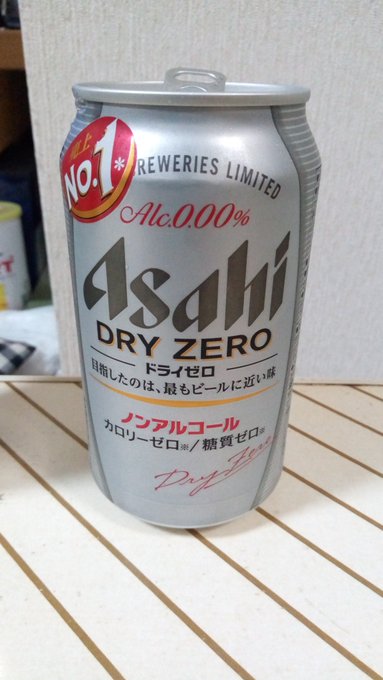 売上
NO.1*
REWERIES LIMITED
Alc.0.00%
Asahi
DRY ZERO
ドライゼロ
目指したのは、最もビールに近い味
ノンアルコール
カロリーゼロ※/糖質ゼロ※
Dry Zero